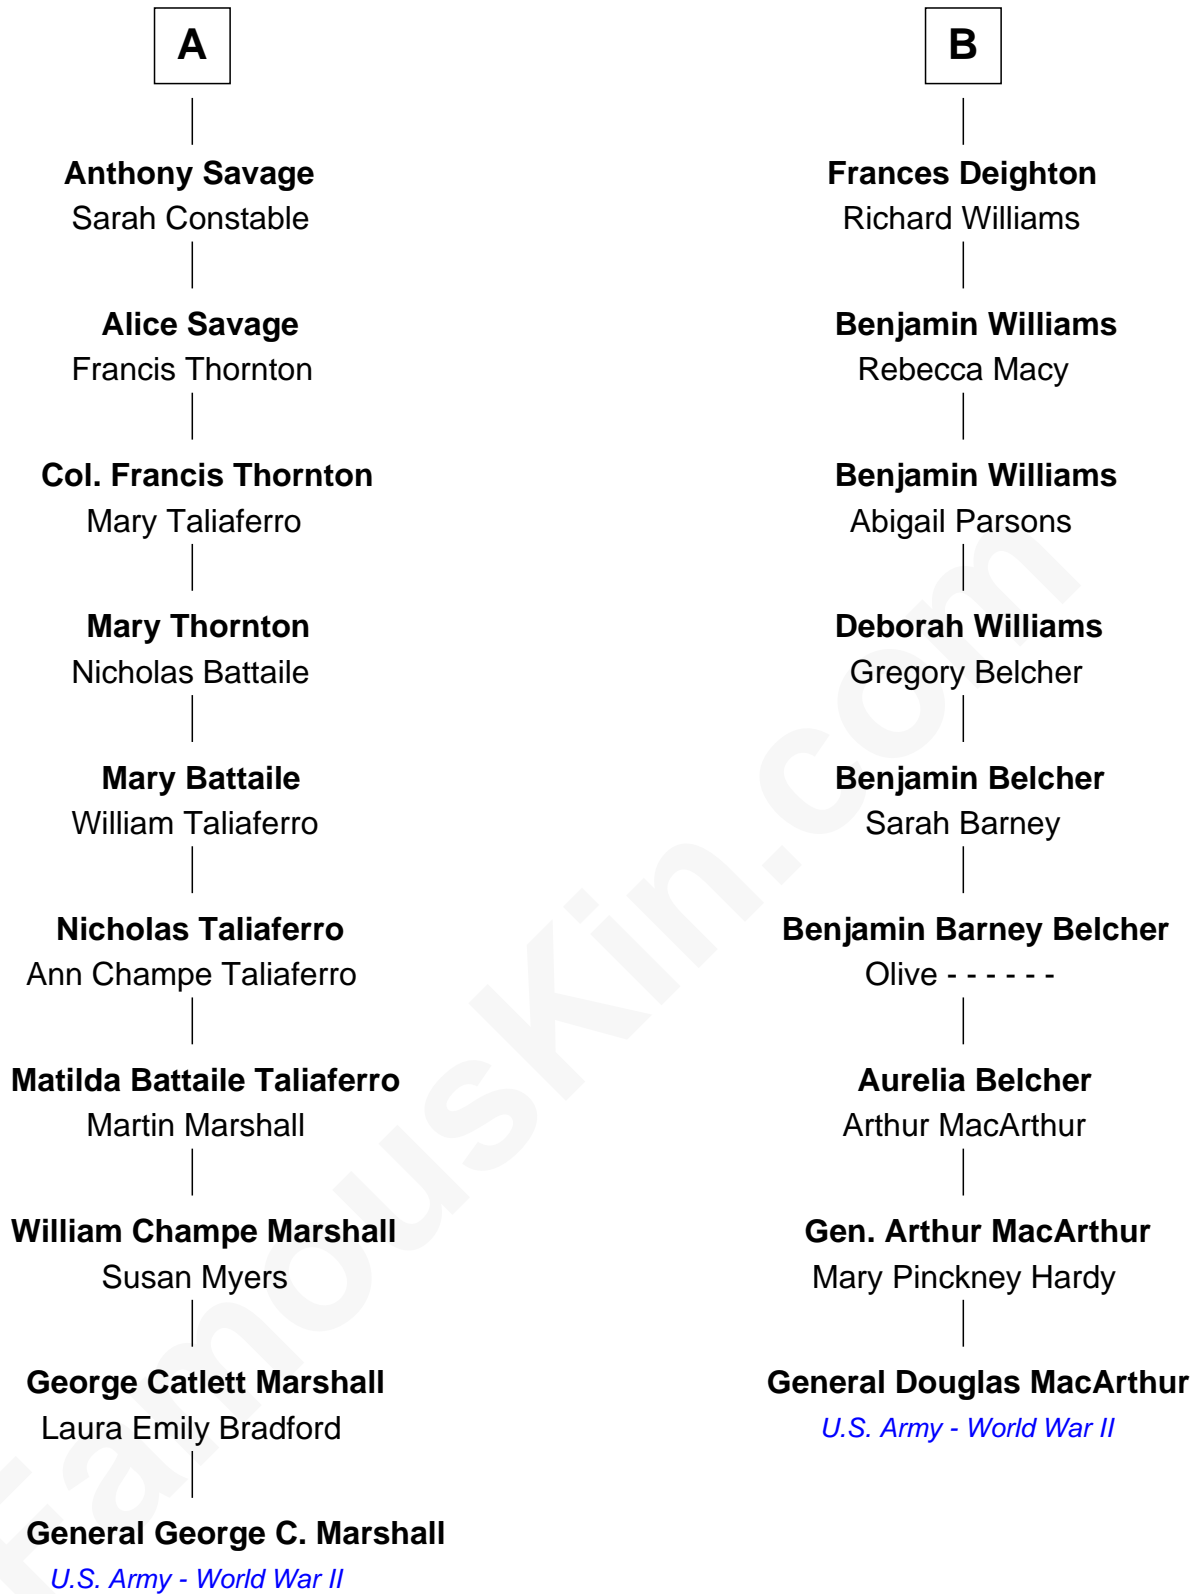 A
Anthony Savage
Sarah Constable
Alice Savage
Francis Thornton
Col. Francis Thornton
Mary Taliaferro
Mary Thornton
Nicholas Battaile
Mary Battaile
William Taliaferro
Nicholas Taliaferro
Ann Champe Taliaferro
Matilda Battaile Taliaferro
Martin Marshall
William Champe Marshall
Susan Myers
George Catlett Marshall
Laura Emily Bradford
General George C. Marshall
U.S. Army - World War II
B
Frances Deighton
Richard Williams
Benjamin Williams
Rebecca Macy
Benjamin Williams
Abigail Parsons
Deborah Williams
Gregory Belcher
Benjamin Belcher
Sarah Barney
Benjamin Barney Belcher
Olive - - - - - -
Aurelia Belcher
Arthur MacArthur
Gen. Arthur MacArthur
Mary Pinckney Hardy
General Douglas MacArthur
U.S. Army - World War II
FamousKin.com